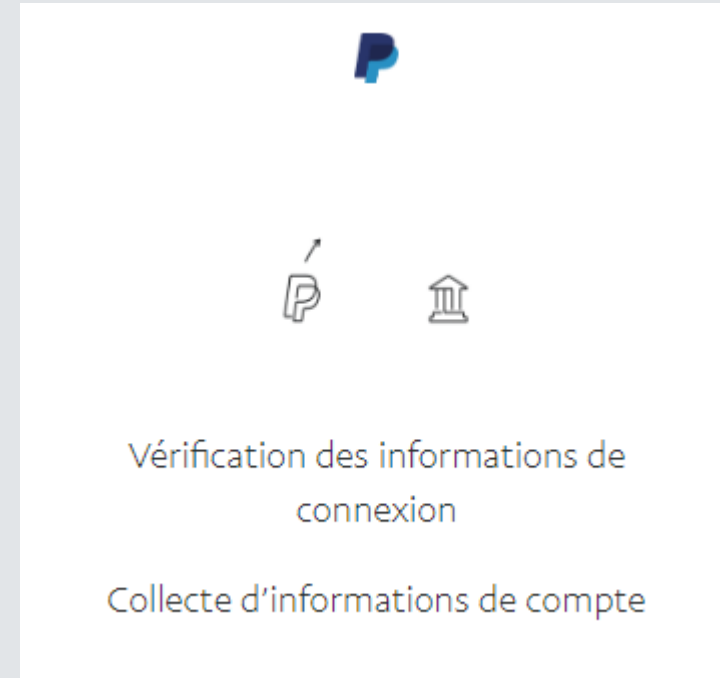 Vérification des informations de
connexion
Collecte d'informations de compte